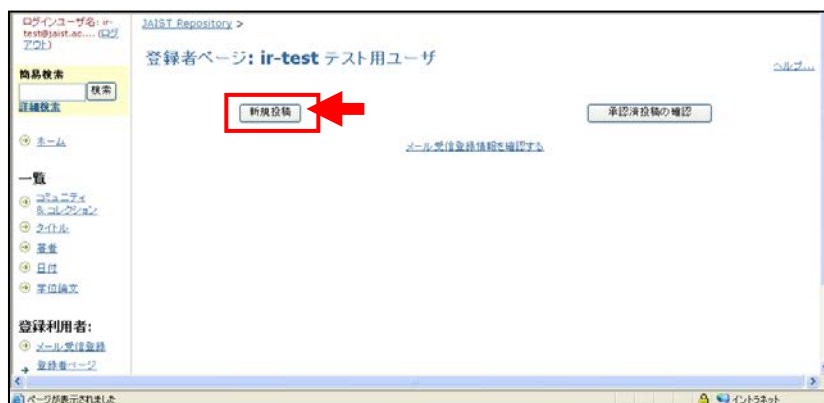 ログインユーザ名: ir-
test@jaist.ac.... (ログ
アウト)
簡易検索
検索
詳細検索
ホーム
一覧
コミュニティ
&コレクション
タイトル
著者
日付
学位論文
登録利用者:
メール受信登録
登録者ページ
JAIST Repository >
登録者ページ: ir-test テスト用ユーザ
ヘルプ...
新規投稿
承認済投稿の確認
メール受信登録情報を確認する
ページが表示されました
イントラネット